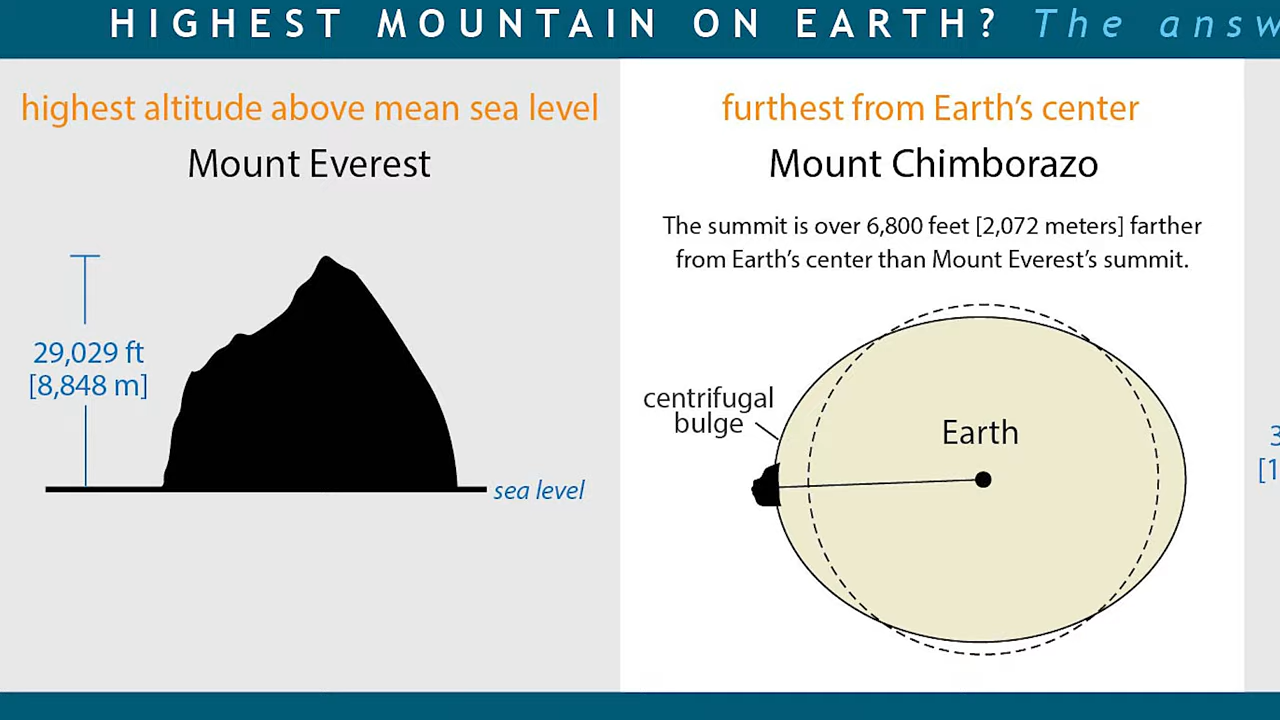 HIGHEST MOUNTAIN ON EARTH? The answ
highest altitude above mean sea level
Mount Everest
29,029 ft
[8,848 m]
sea level
furthest from Earth's center
Mount Chimborazo
The summit is over 6,800 feet [2,072 meters] farther
from Earth's center than Mount Everest's summit.
centrifugal
bulge
Earth
3
[1